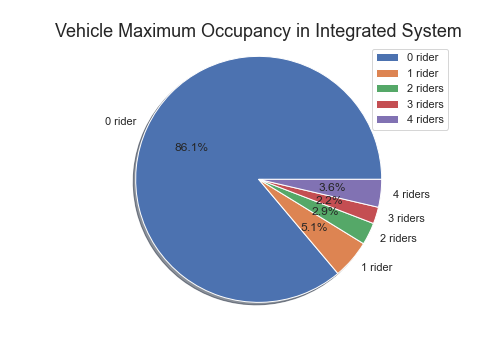 Vehicle Maximum Occupancy in Integrated System
0 rider
1 rider
2 riders
3 riders
4 riders
0 rider
86.1%
3.6%
4 riders
2.2%
3 riders
2.9%
2 riders
5.1%
1 rider